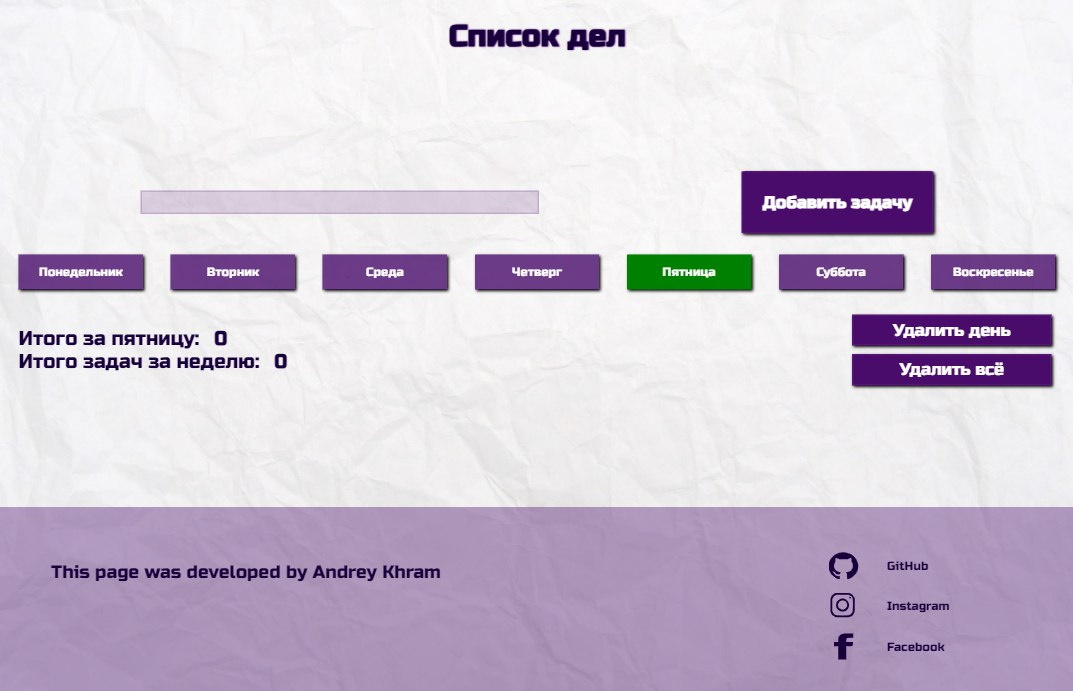 Список дел
Добавить задачу
Понедельник
Вторник
Среда
Четверг
Пятница
Суббота
Воскресенье
Итого за пятницу: 0
Итого задач за неделю: 0
Удалить день
Удалить всё
This page was developed by Andrey Khram
GitHub
Instagram
Facebook